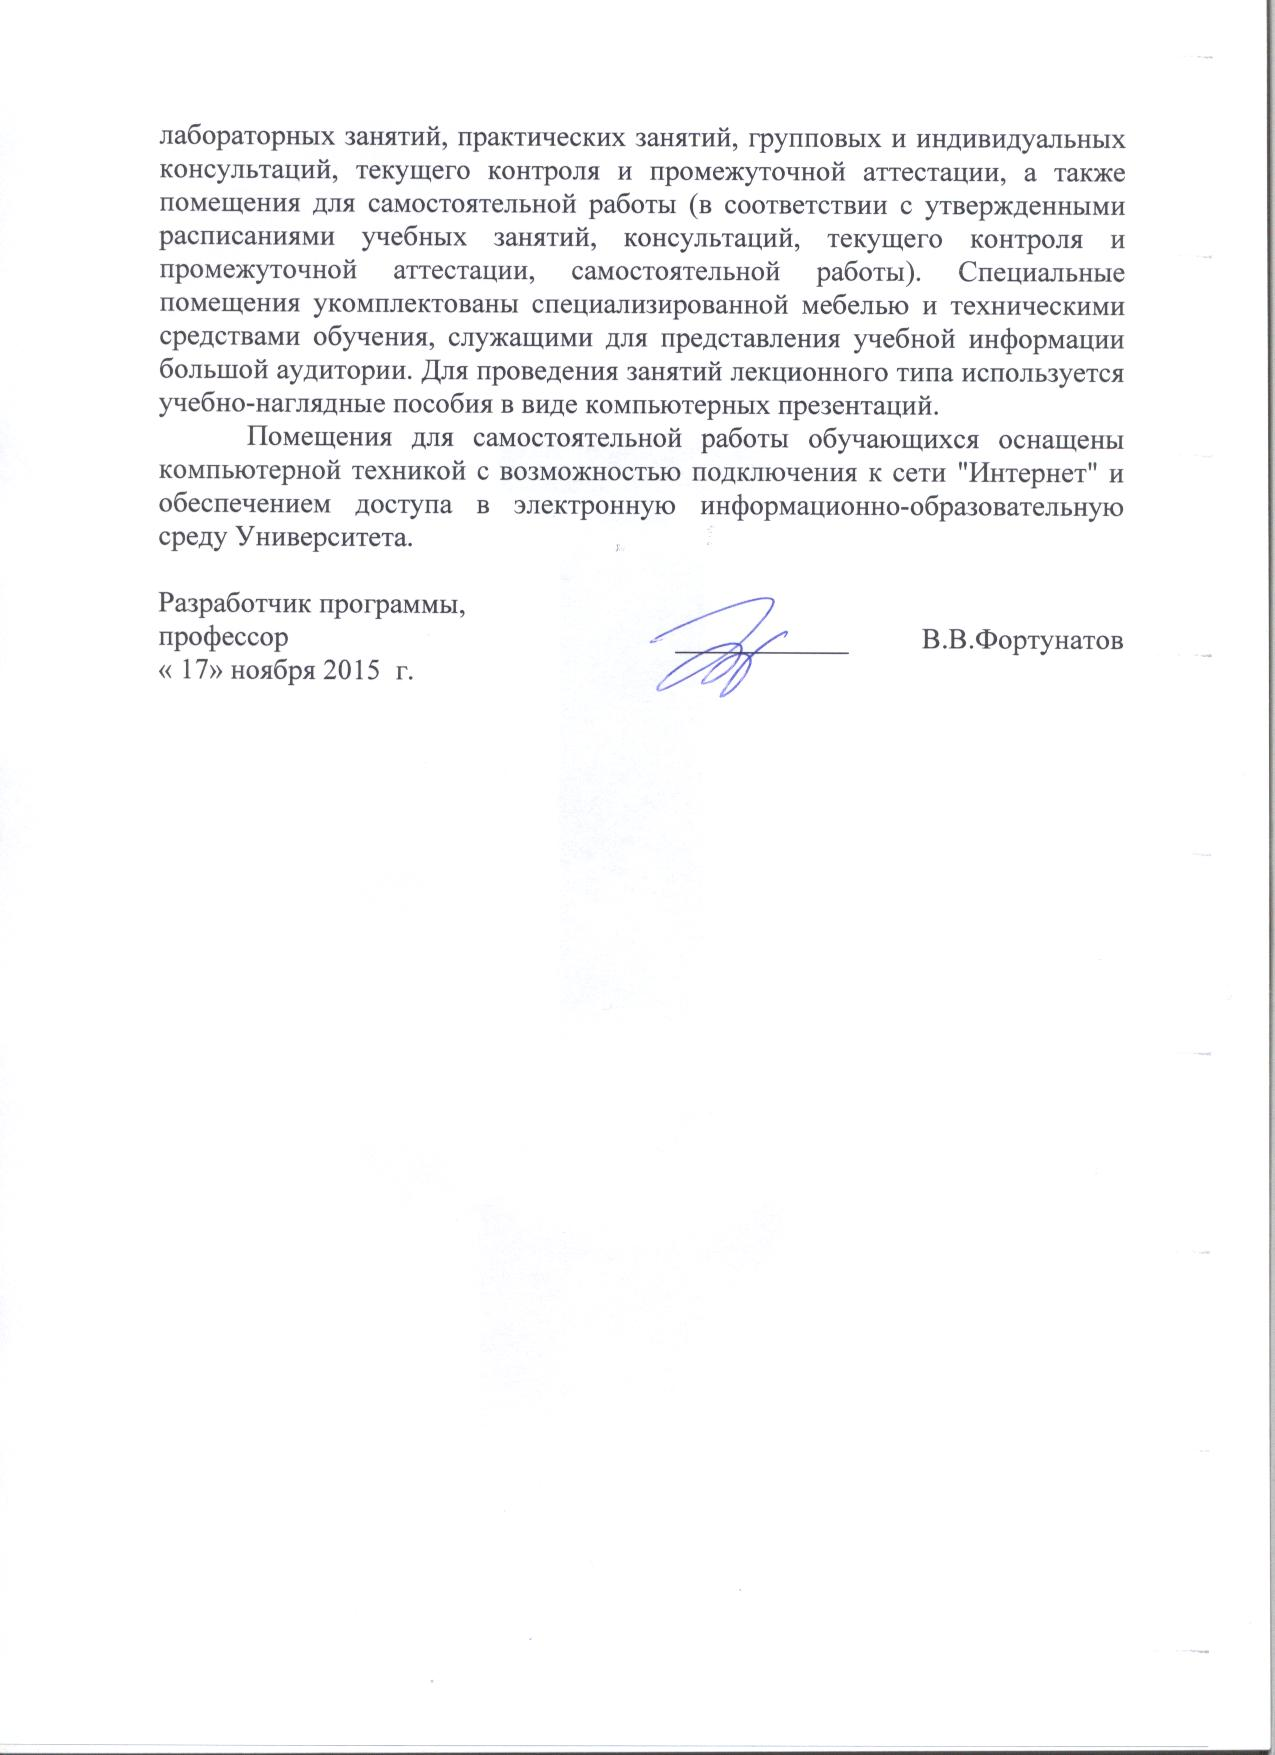 лабораторных занятий, практических занятий, групповых и индивидуальных
консультаций, текущего контроля и промежуточной аттестации, а также
помещения для самостоятельной работы (в соответствии с утвержденными
расписаниями учебных занятий, консультаций, текущего контроля и
промежуточной аттестации, самостоятельной работы). Специальные
помещения укомплектованы специализированной мебелью и техническими
средствами обучения, служащими для представления учебной информации
большой аудитории. Для проведения занятий лекционного типа используется
учебно-наглядные пособия в виде компьютерных презентаций.
Помещения для самостоятельной работы обучающихся оснащены
компьютерной техникой с возможностью подключения к сети "Интернет" и
обеспечением доступа в электронную информационно-образовательную
среду Университета.
Разработчик программы,
профессор ____________ В.В.Фортунатов
« 17» ноября 2015  г.